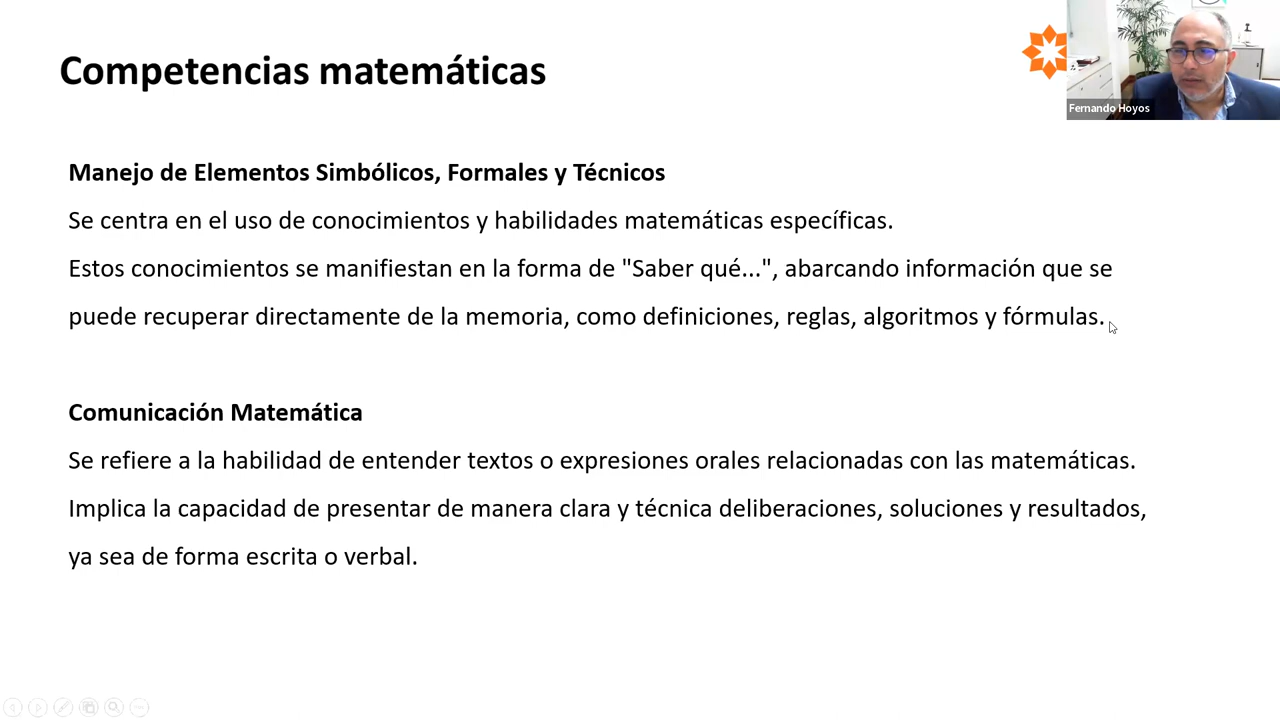 Competencias matemáticas
Fernando Hoyos
Manejo de Elementos Simbólicos, Formales y Técnicos
Se centra en el uso de conocimientos y habilidades matemáticas específicas.
Estos conocimientos se manifiestan en la forma de "Saber qué...", abarcando información que se
puede recuperar directamente de la memoria, como definiciones, reglas, algoritmos y fórmulas.
Comunicación Matemática
Se refiere a la habilidad de entender textos o expresiones orales relacionadas con las matemáticas.
Implica la capacidad de presentar de manera clara y técnica deliberaciones, soluciones y resultados,
ya sea de forma escrita o verbal.